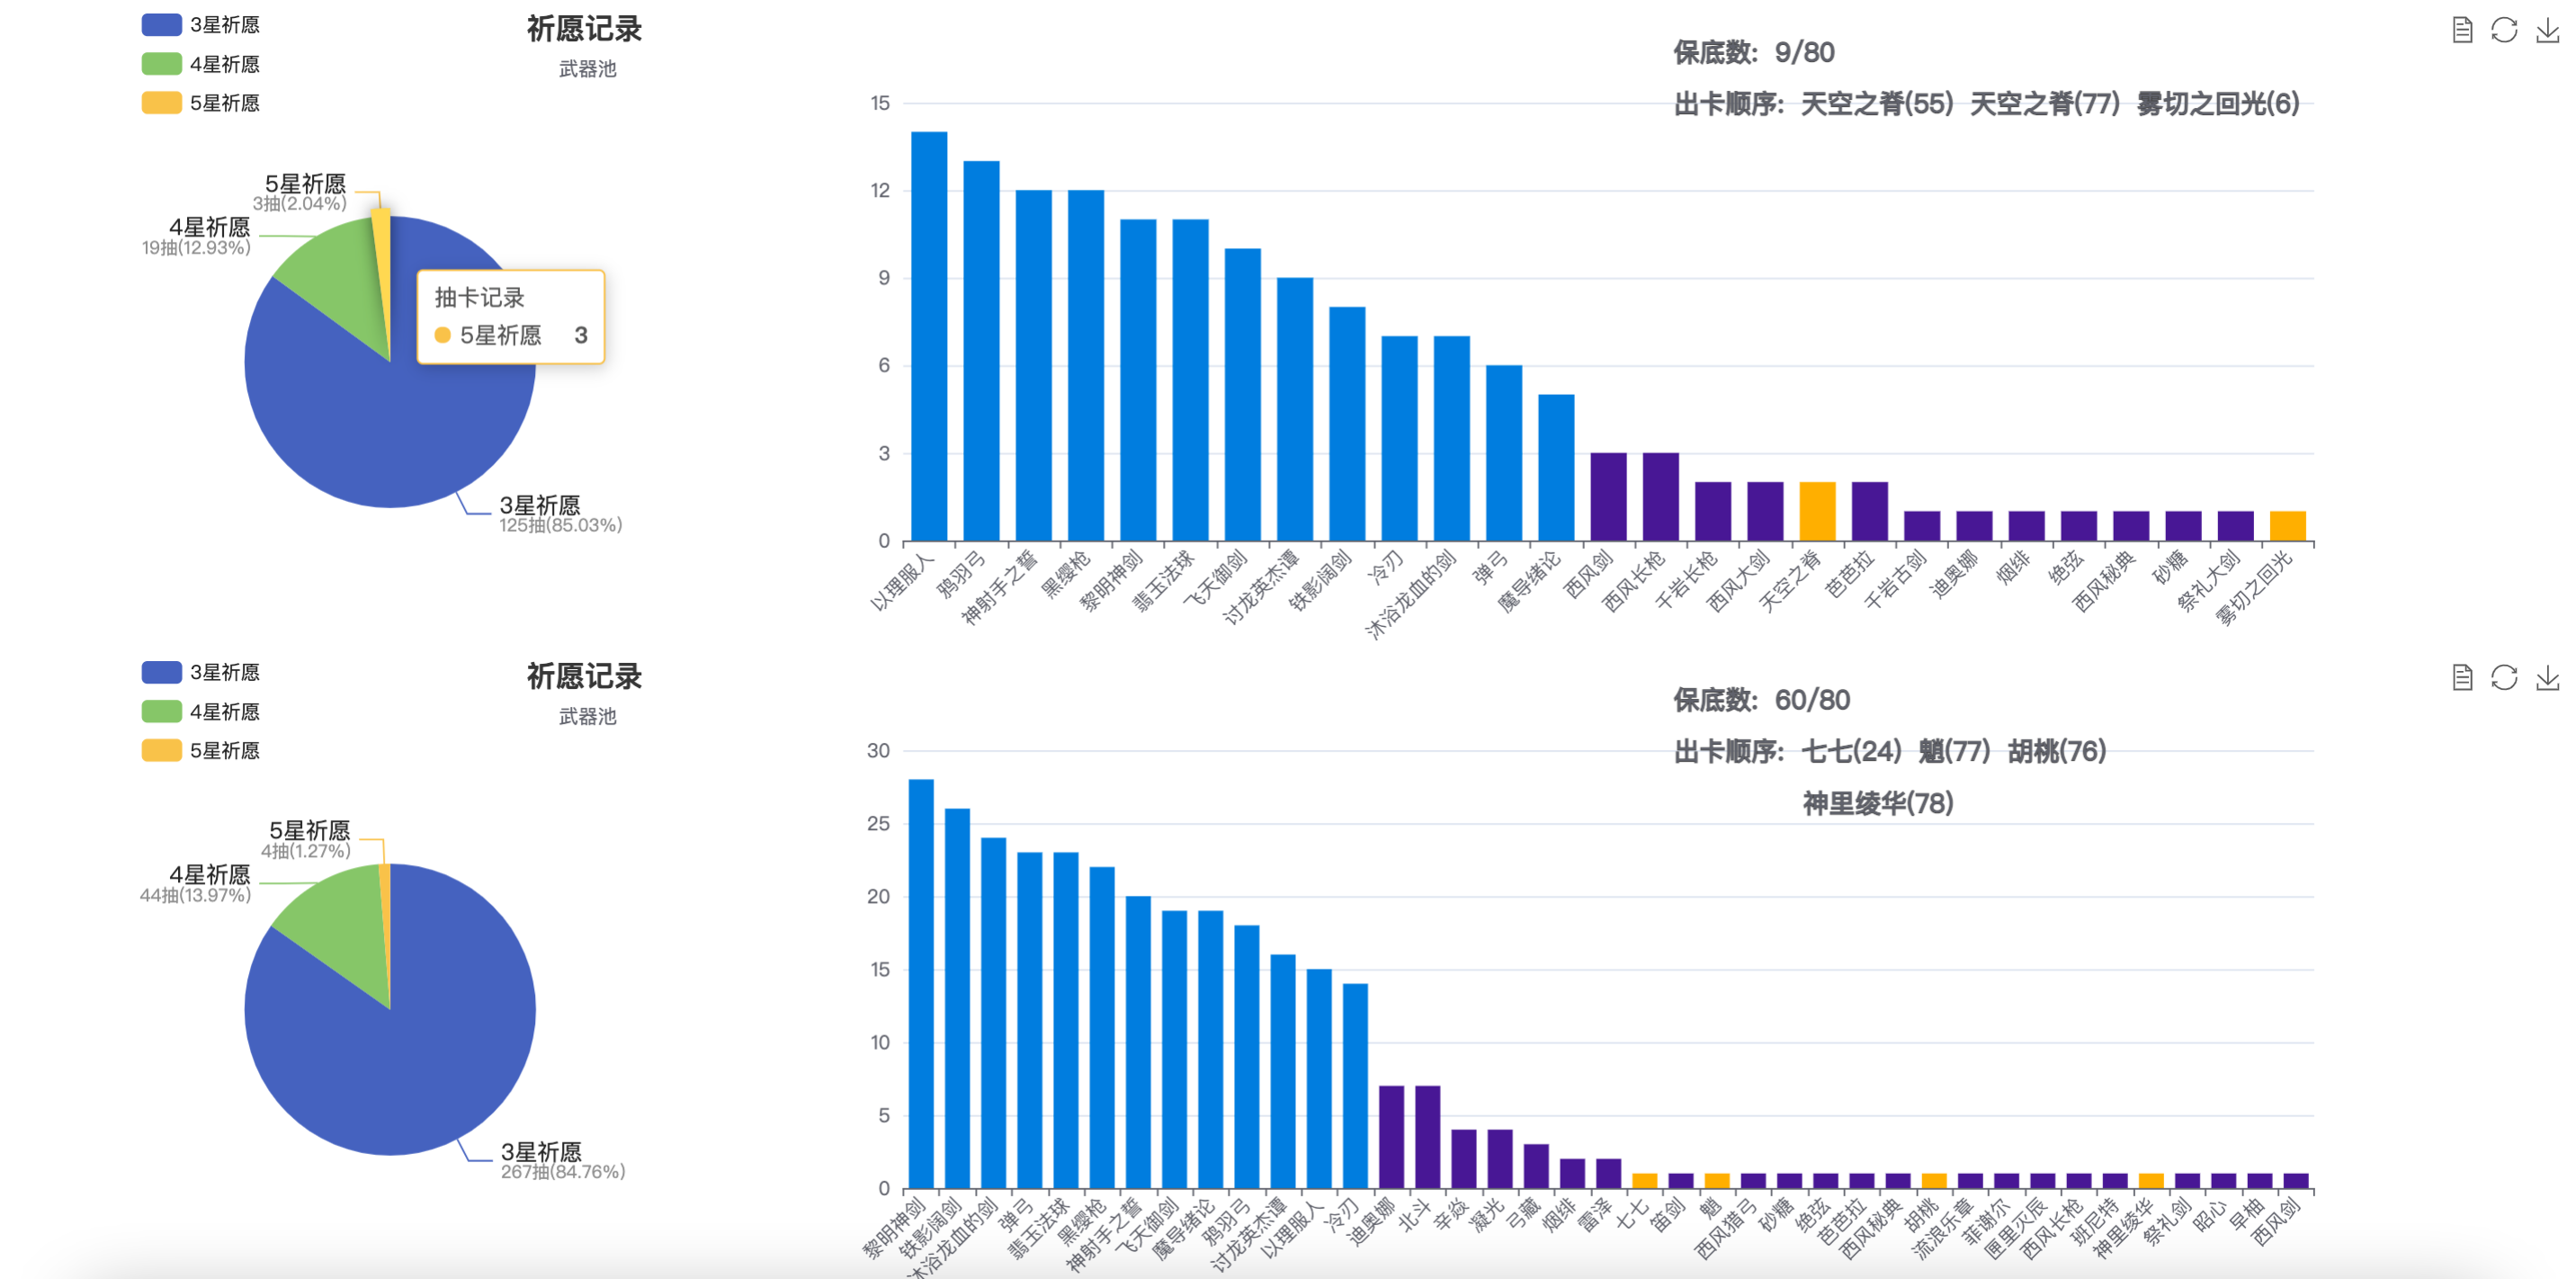 3星祈愿
4星祈愿
5星祈愿
祈愿记录
武器池
5星祈愿
3抽(2.04%)
4星祈愿
19抽(12.93%)
抽卡记录
5星祈愿 3
3星祈愿
125抽(85.03%)
保底数: 9/80
出卡顺序: 天空之脊(55) 天空之脊(77) 雾切之回光(6)
15
12
9
6
3
0
以理服人
鸦羽弓
神射手之誓
黑缨枪
黎明神剑
翡玉法球
飞天御剑
讨龙英杰谭
铁影阔剑
冷刃
沐浴龙血的剑
弹弓
魔导绪论
西风剑
西风长枪
千岩长枪
西风大剑
天空之脊
芭芭拉
千岩古剑
迪奥娜
烟绯
绝弦
西风秘典
砂糖
祭礼大剑
雾切之回光
3星祈愿
4星祈愿
5星祈愿
祈愿记录
武器池
5星祈愿
4抽(1.27%)
4星祈愿
44抽(13.97%)
3星祈愿
267抽(84.76%)
保底数: 60/80
出卡顺序: 七七(24) 魈(77) 胡桃(76)
神里绫华(78)
30
25
20
15
10
5
0
黎明神剑
铁影阔剑
沐浴龙血的剑
弹弓
翡玉法球
黑缨枪
神射手之誓
飞天御剑
魔导绪论
鸦羽弓
讨龙英杰谭
以理服人
冷刃
迪奥娜
北斗
辛焱
凝光
弓藏
烟绯
雷泽
七七
笛剑
魈
西风猎弓
砂糖
绝弦
芭芭拉
西风秘典
胡桃
流浪乐章
菲谢尔
匣里灭辰
西风长枪
班尼特
神里绫华
祭礼剑
昭心
早柚
西风剑